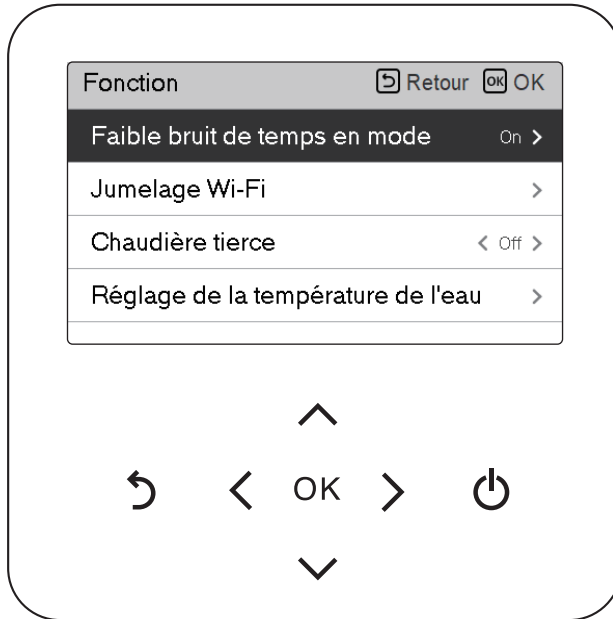 Fonction Retour OK OK
Faible bruit de temps en mode On >
Jumelage Wi-Fi >
Chaudière tierce < Off >
Réglage de la température de l'eau >
OK